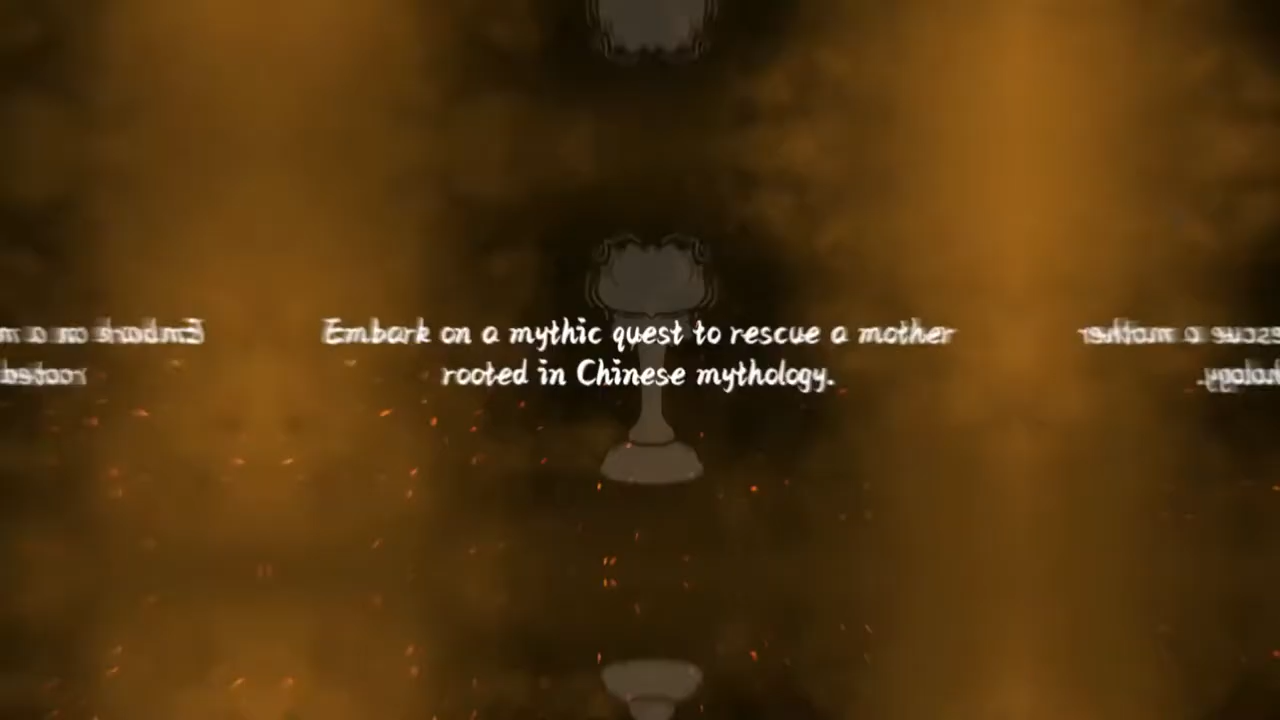 Embark on a mythic quest to rescue a mother
rooted in Chinese mythology.